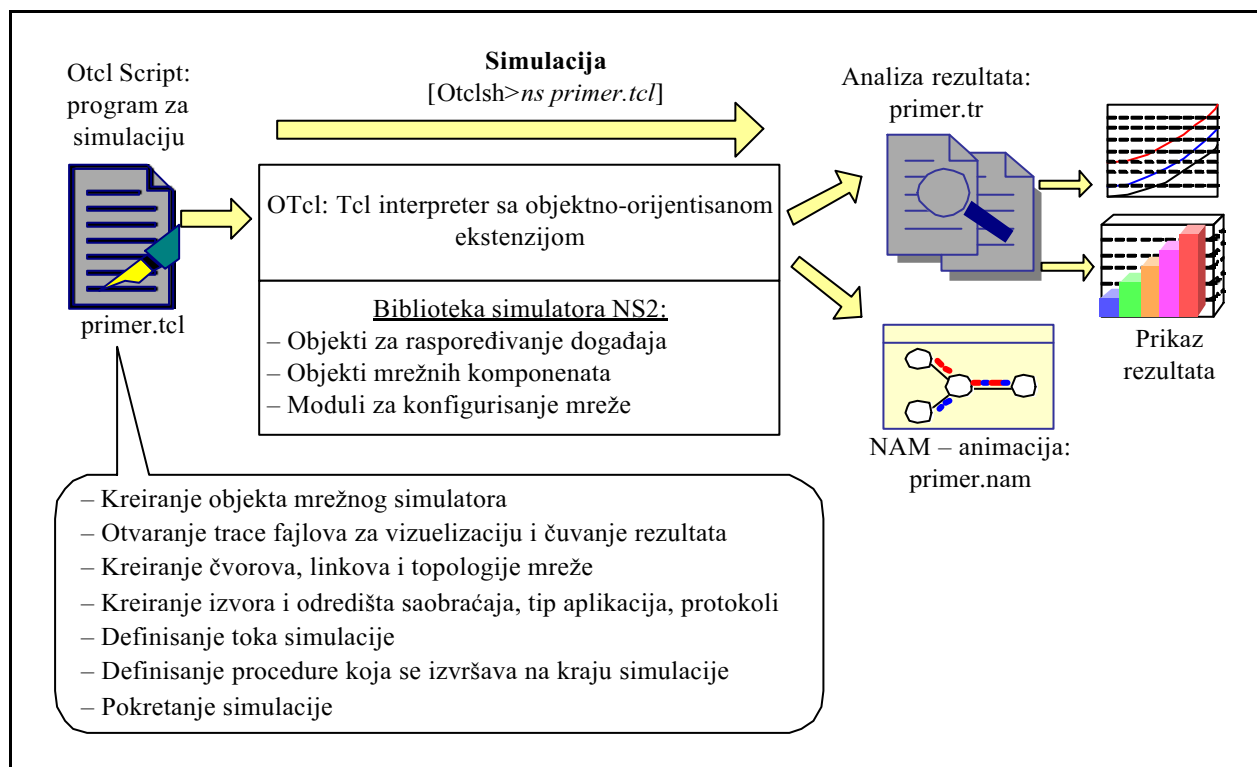 Otcl Script:
program za
simulaciju
primer.tcl
Simulacija
[Otclsh>ns primer.tcl]
OTcl: Tcl interpreter sa objektno-orijentisanom
ekstenzijom
Biblioteka simulatora NS2:
– Objekti za raspoređivanje događaja
– Objekti mrežnih komponenata
– Moduli za konfigurisanje mreže
Analiza rezultata:
primer.tr
Prikaz
rezultata
NAM – animacija:
primer.nam
– Kreiranje objekta mrežnog simulatora
– Otvaranje trace fajlova za vizuelizaciju i čuvanje rezultata
– Kreiranje čvorova, linkova i topologije mreže
– Kreiranje izvora i odredišta saobraćaja, tip aplikacija, protokoli
– Definisanje toka simulacije
– Definisanje procedure koja se izvršava na kraju simulacije
– Pokretanje simulacije